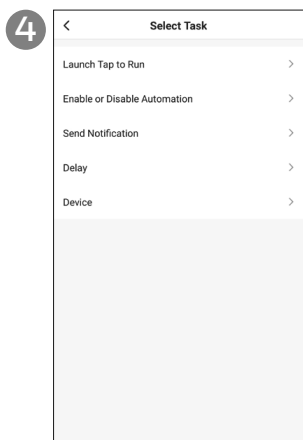 4
Select Task
Launch Tap to Run
Enable or Disable Automation
Send Notification
Delay
Device